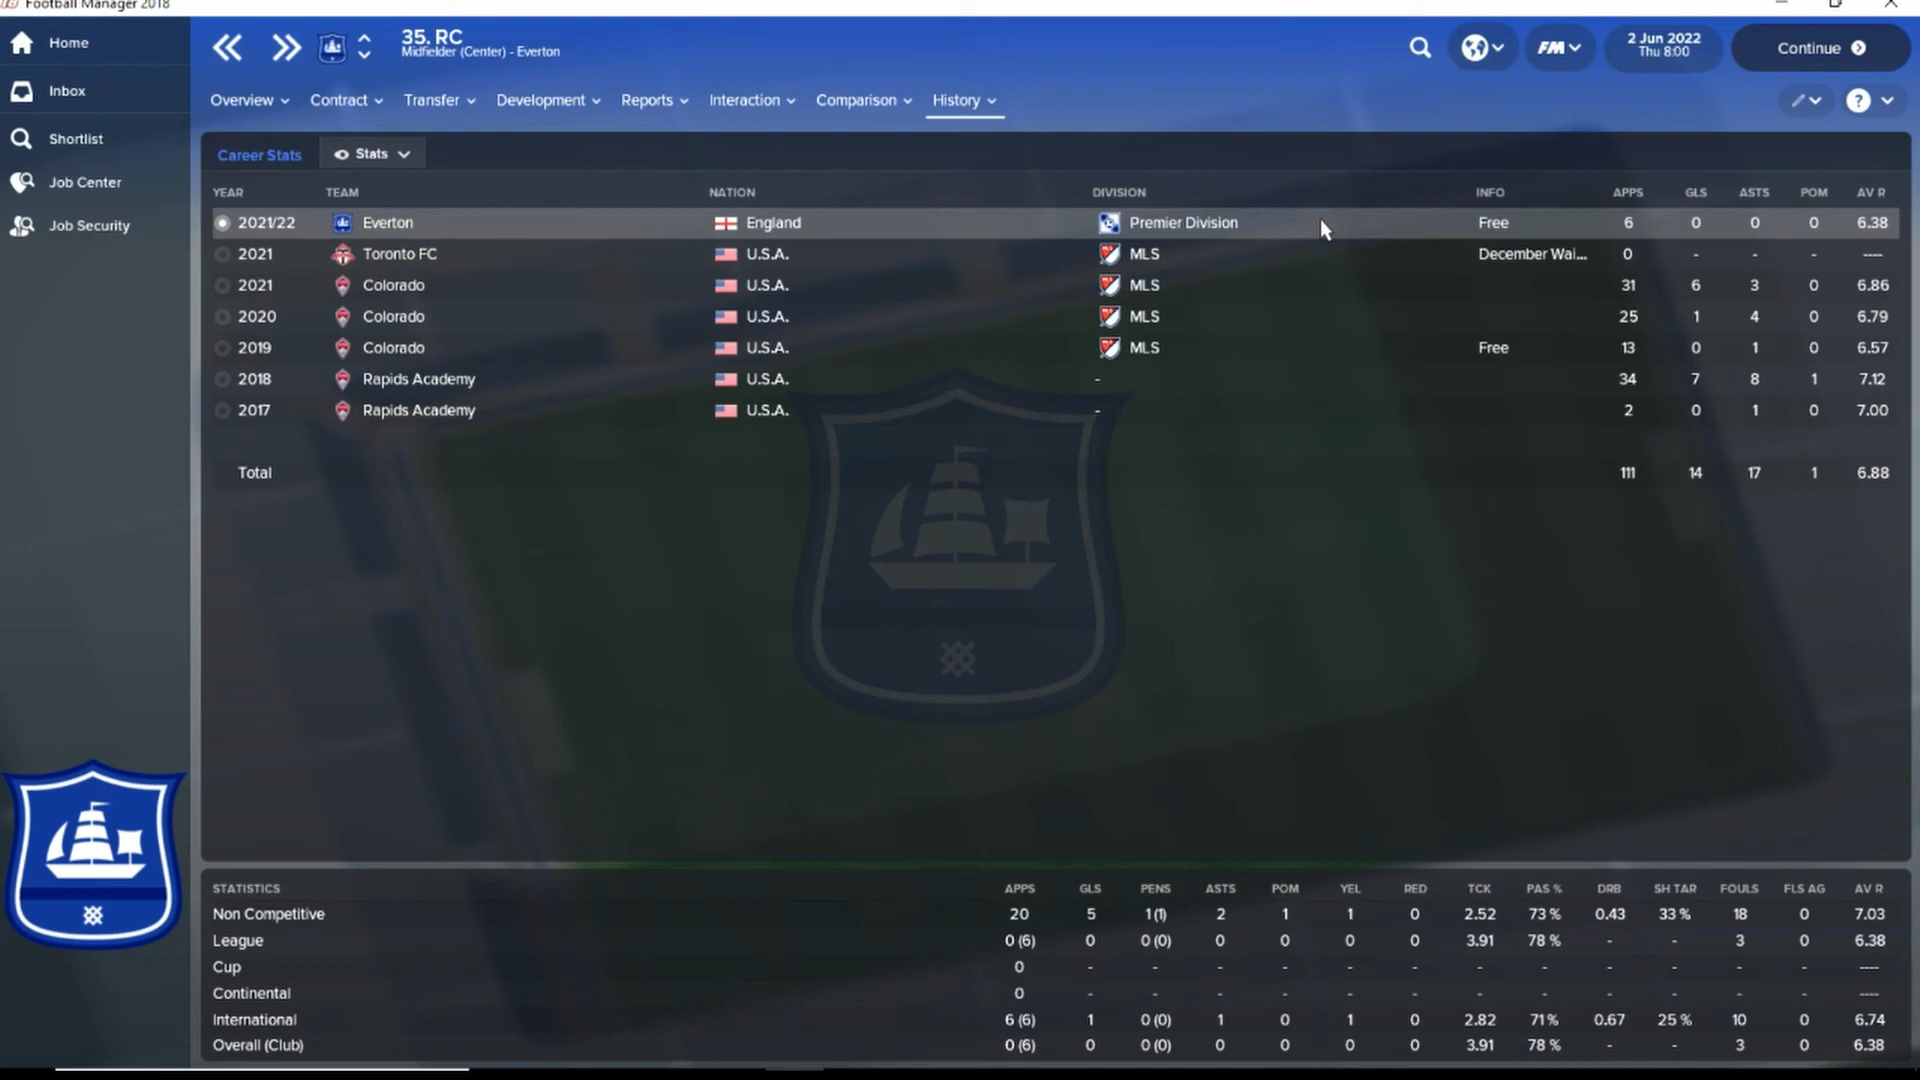 Football Manager 2018
Home
Inbox
Shortlist
Job Center
Job Security
35. RC
Midfielder (Center) - Everton
FM
2 Jun 2022
Thu 8:00
Continue
Overview Contract Transfer Development Reports Interaction Comparison History
?
Career Stats Stats
YEAR TEAM NATION DIVISION INFO APPS GLS ASTS POM AV R
2021/22 Everton England Premier Division Free 6 0 0 0 6.38
2021 Toronto FC U.S.A. MLS December Wai... 0 - - - ----
2021 Colorado U.S.A. MLS 31 6 3 0 6.86
2020 Colorado U.S.A. MLS 25 1 4 0 6.79
2019 Colorado U.S.A. MLS Free 13 0 1 0 6.57
2018 Rapids Academy U.S.A. - 34 7 8 1 7.12
2017 Rapids Academy U.S.A. - 2 0 1 0 7.00
Total 111 14 17 1 6.88
STATISTICS APPS GLS PENS ASTS POM YEL RED TCK PAS % DRB SH TAR FOULS FLS AG AV R
Non Competitive 20 5 1(1) 2 1 1 0 2.52 73 % 0.43 33 % 18 0 7.03
League 0 (6) 0 0 (0) 0 0 0 0 3.91 78 % - - 3 0 6.38
Cup 0 - - - - - - - - - - - - ----
Continental 0 - - - - - - - - - - - - ----
International 6 (6) 1 0 (0) 1 0 1 0 2.82 71 % 0.67 25 % 10 0 6.74
Overall (Club) 0 (6) 0 0 (0) 0 0 0 0 3.91 78 % - - 3 0 6.38